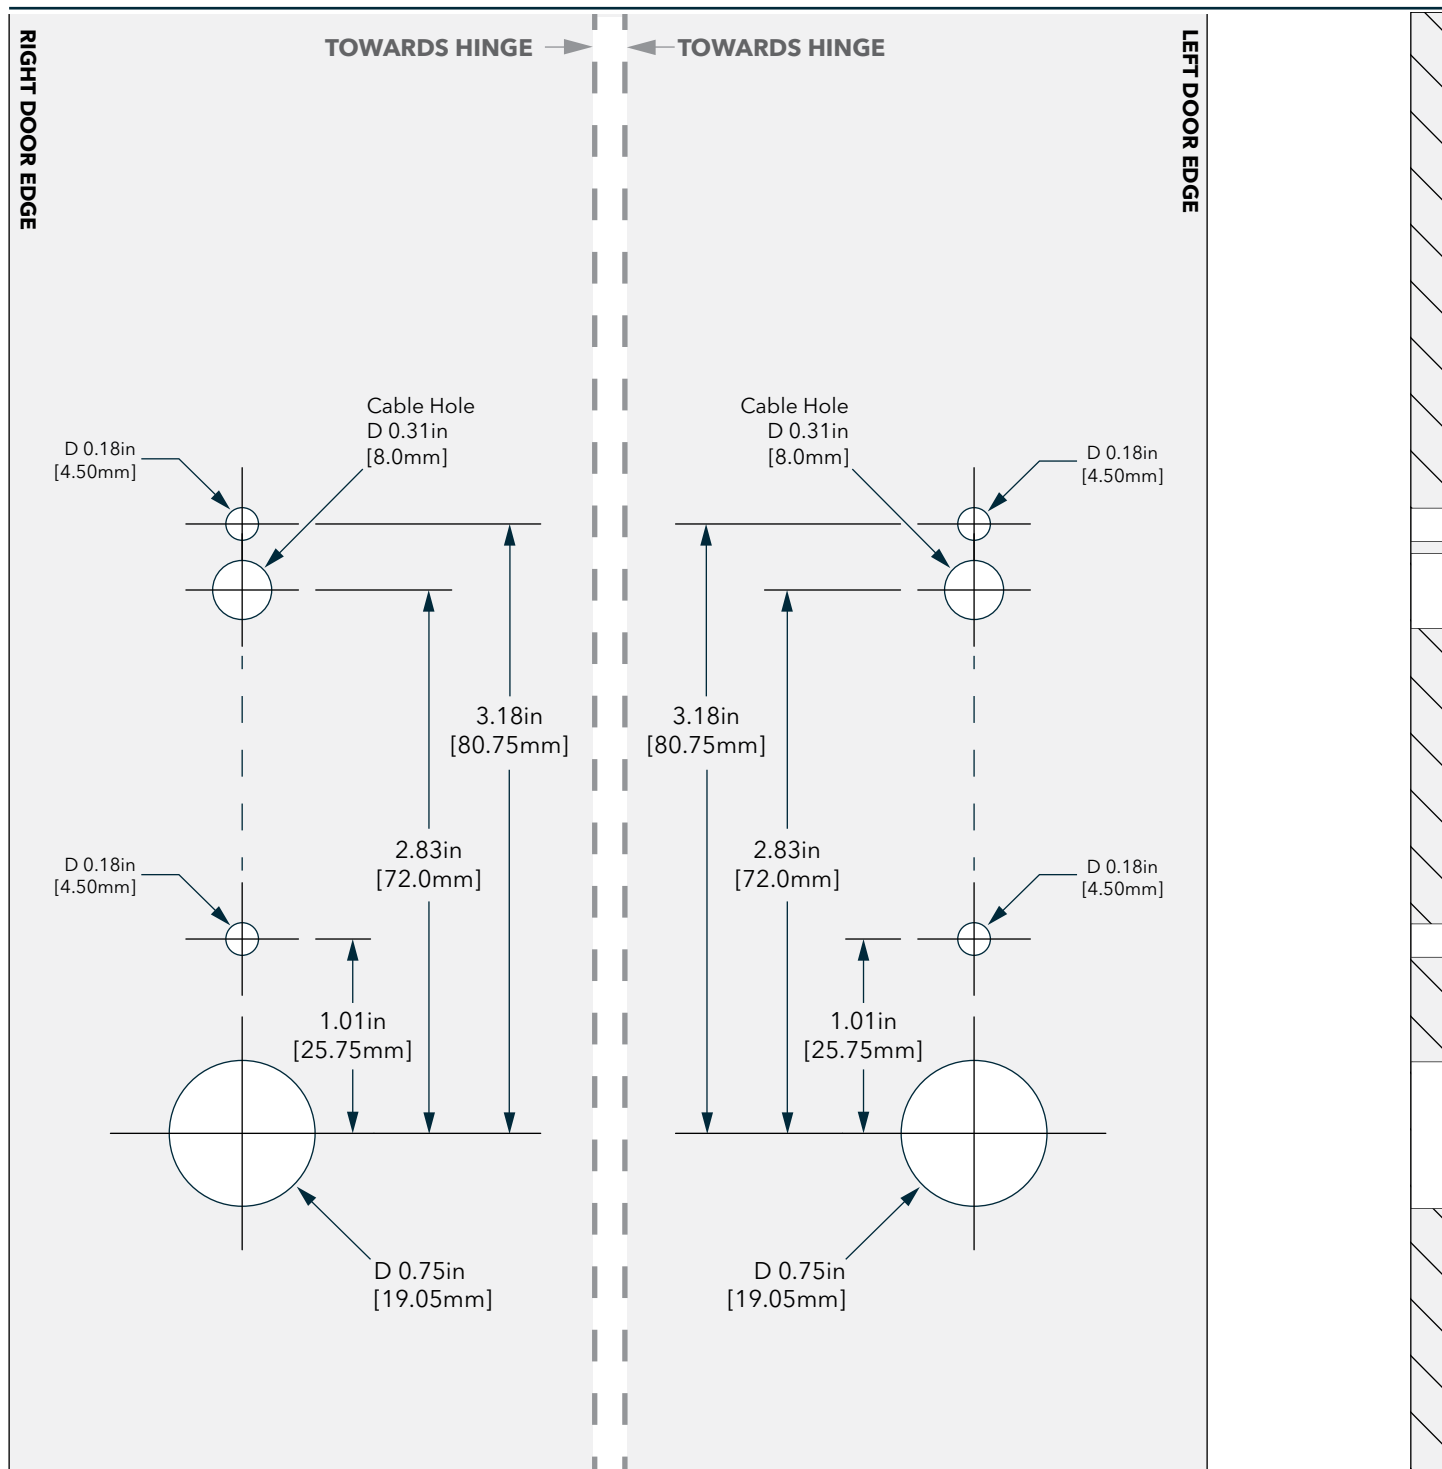 RIGHT DOOR EDGE
TOWARDS HINGE
TOWARDS HINGE
LEFT DOOR EDGE
Cable Hole
D 0.31in
[8.0mm]
D 0.18in
[4.50mm]
Cable Hole
D 0.31in
[8.0mm]
D 0.18in
[4.50mm]
3.18in
[80.75mm]
3.18in
[80.75mm]
2.83in
[72.0mm]
2.83in
[72.0mm]
D 0.18in
[4.50mm]
D 0.18in
[4.50mm]
1.01in
[25.75mm]
1.01in
[25.75mm]
D 0.75in
[19.05mm]
D 0.75in
[19.05mm]